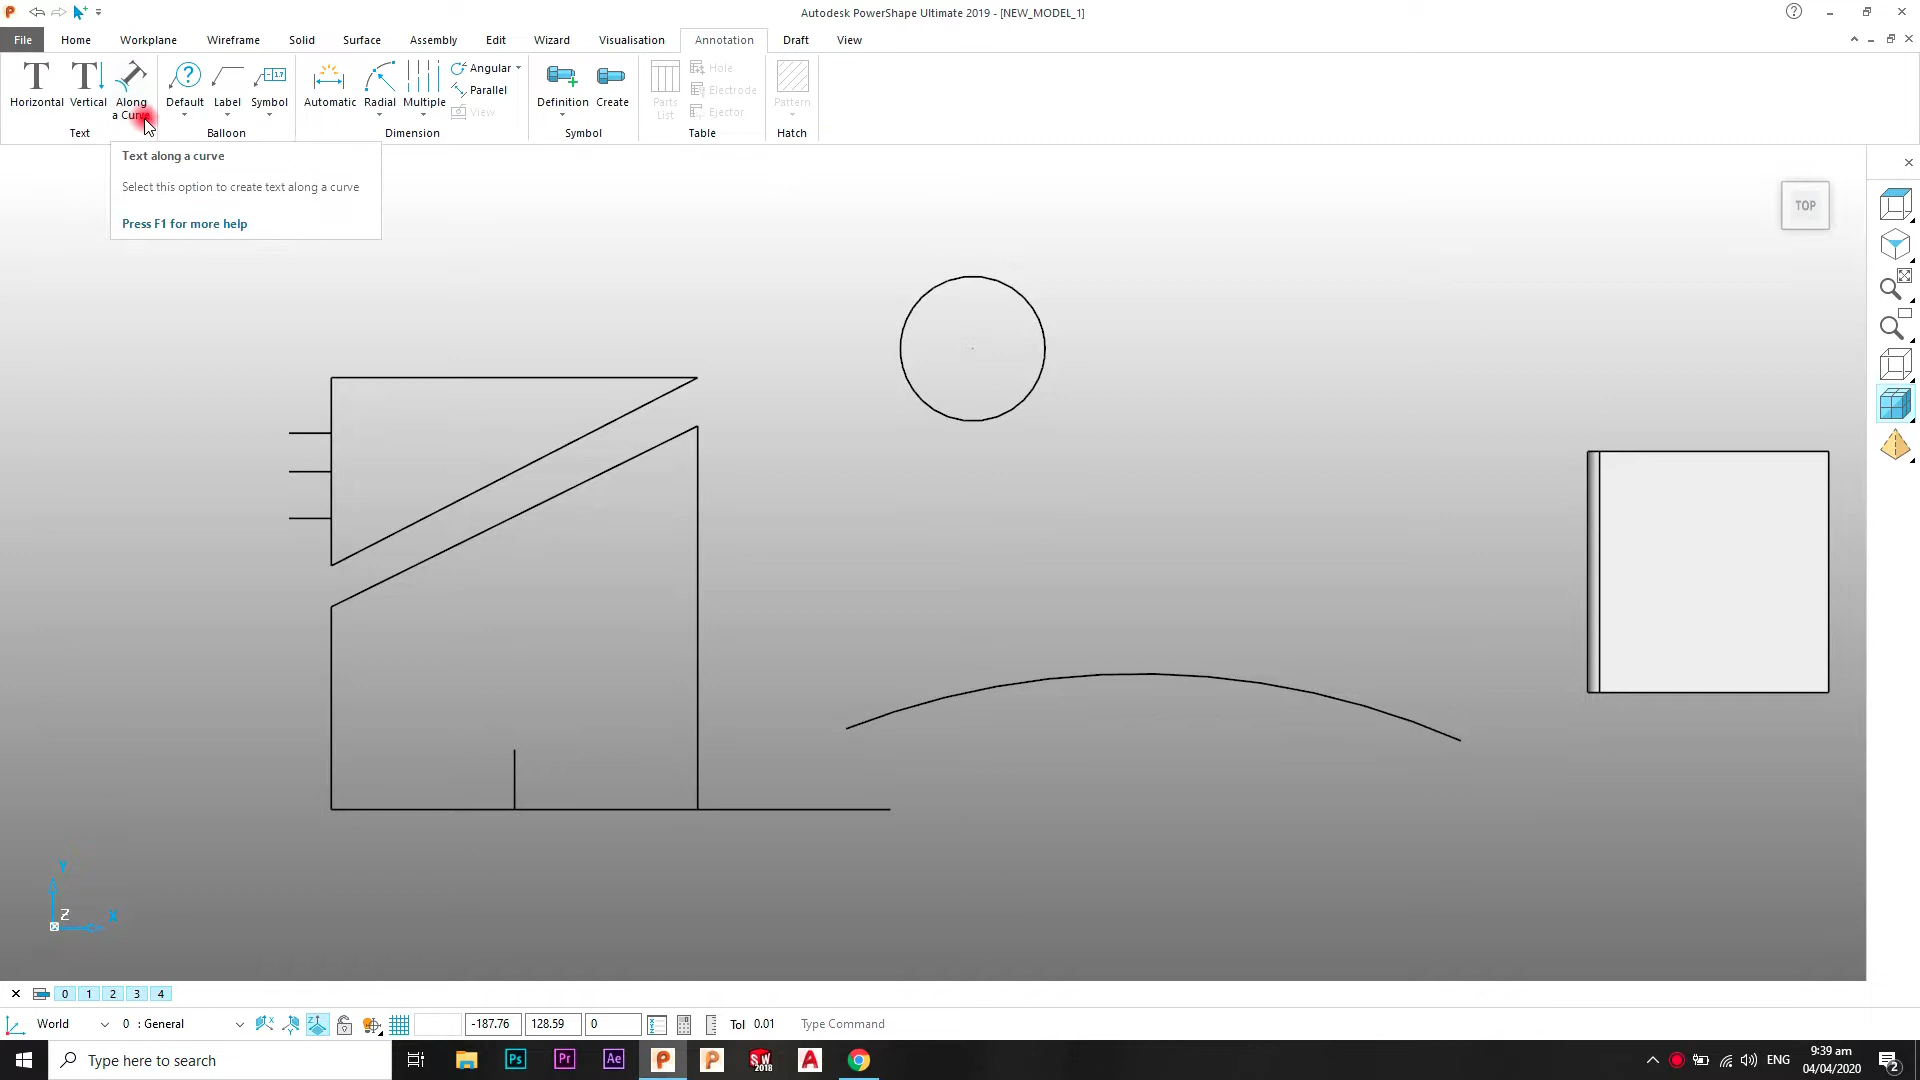 Autodesk PowerShape Ultimate 2019 - [NEW_MODEL_1]
File Home Workplane Wireframe Solid Surface Assembly Edit Wizard Visualisation Annotation Draft View
Horizontal Vertical Along a Curve
Text
Default Label Symbol
Balloon
Automatic Radial Multiple
Angular
Parallel
View
Dimension
Definition Create
Symbol
Parts List
Hole
Electrode
Ejector
Table
Pattern
Hatch
Text along a curve
Select this option to create text along a curve
Press F1 for more help
TOP
Y
Z
X
0 1 2 3 4
World 0 : General -187.76 128.59 0 Tol 0.01 Type Command
Type here to search
Ps Pr Ae P P SW 2018 A
ENG
9:39 am
04/04/2020
2